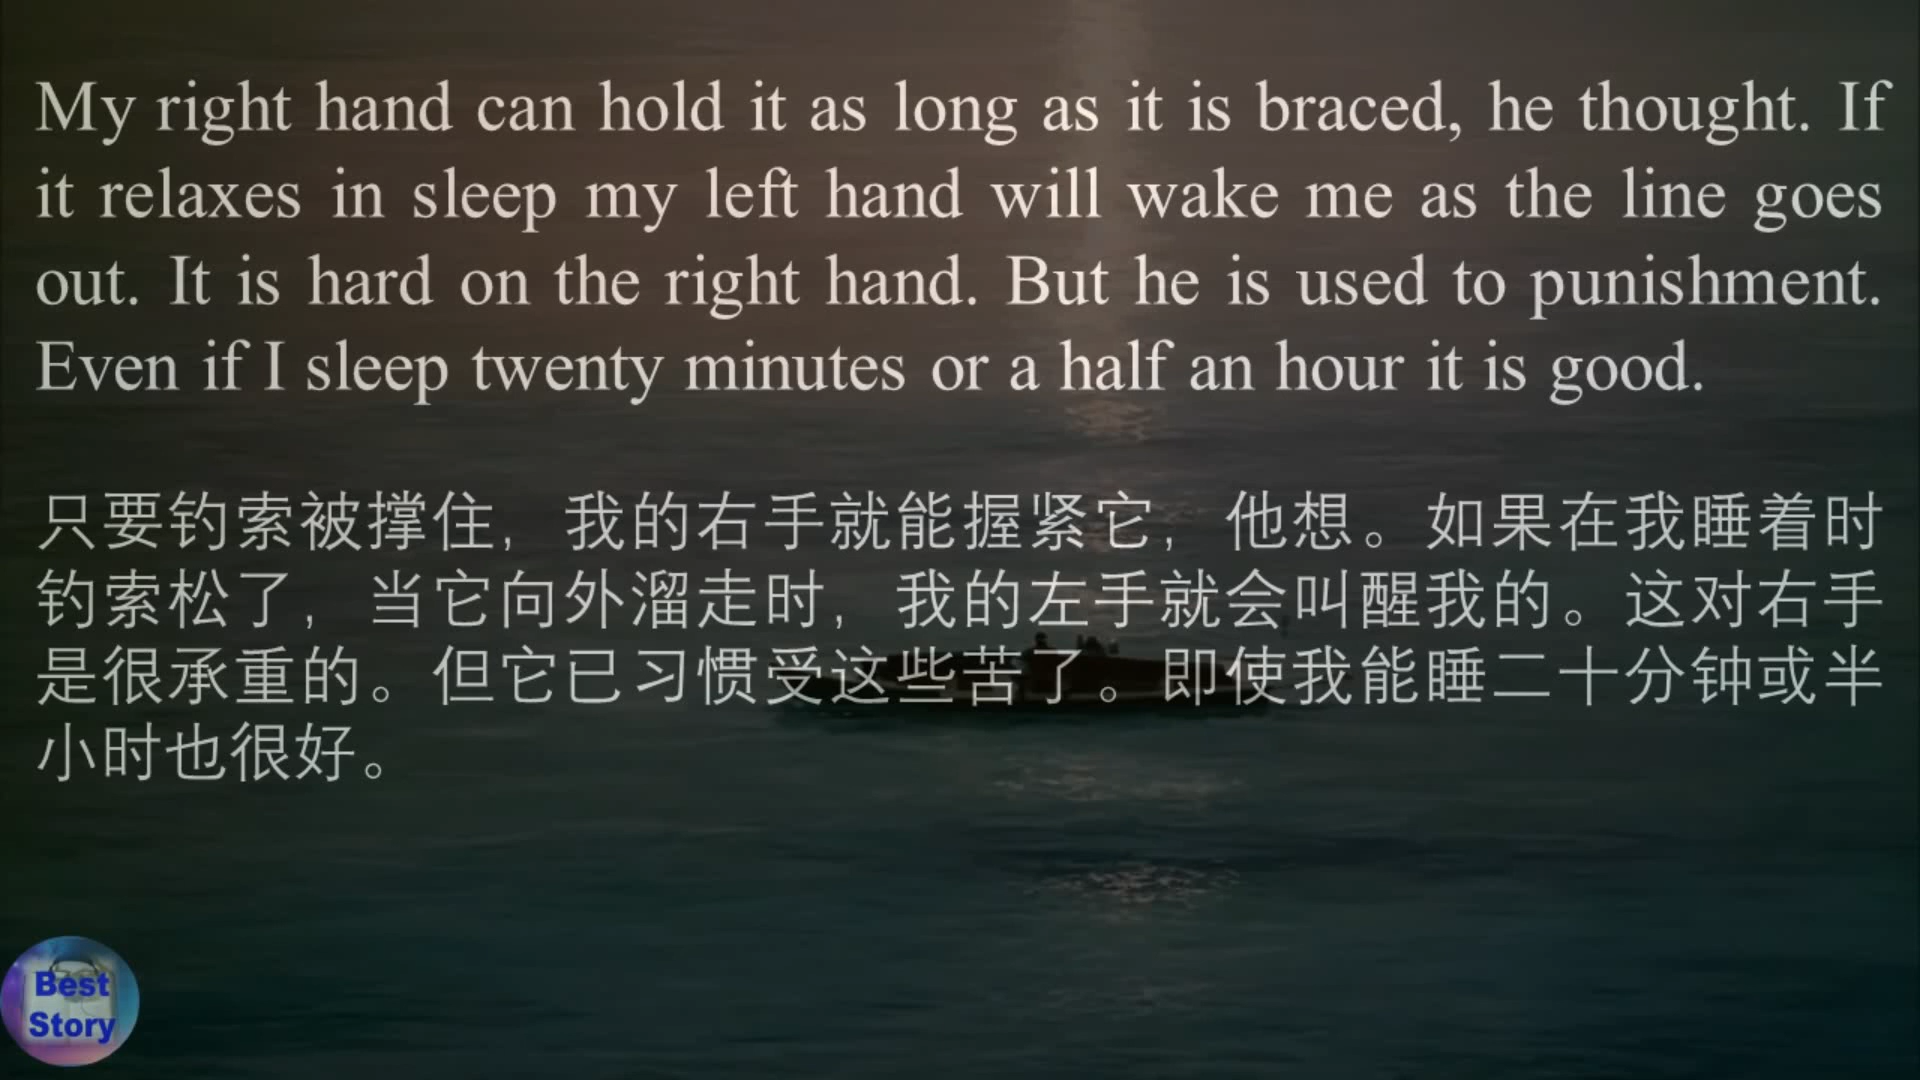 My right hand can hold it as long as it is braced, he thought. If
it relaxes in sleep my left hand will wake me as the line goes
out. It is hard on the right hand. But he is used to punishment.
Even if I sleep twenty minutes or a half an hour it is good.
只要钓索被撑住，我的右手就能握紧它，他想。如果在我睡着时
钓索松了，当它向外溜走时，我的左手就会叫醒我的。这对右手
是很承重的。但它已习惯受这些苦了。即使我能睡二十分钟或半
小时也很好。
Best
Story